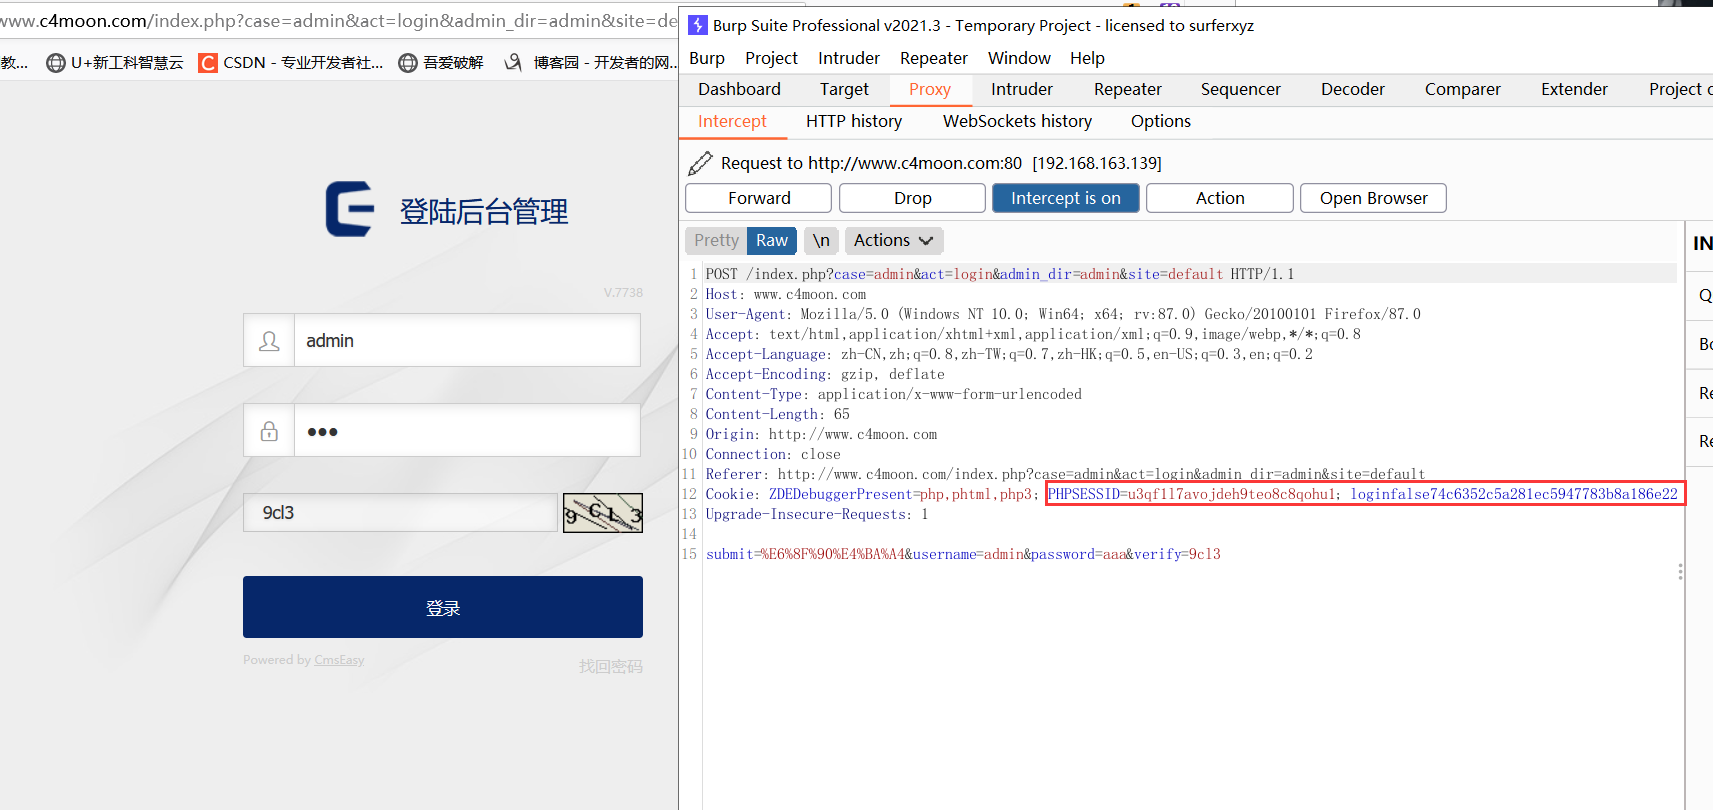 www.c4moon.com/index.php?case=admin&act=login&admin_dir=admin&site=de
教... U+新工科智慧云 CSDN - 专业开发者社... 吾爱破解 博客园 - 开发者的网...
登陆后台管理
V.7738
admin
●●●
9cl3 9CL3
登录
Powered by CmsEasy
找回密码
Burp Suite Professional v2021.3 - Temporary Project - licensed to surferxyz
Burp Project Intruder Repeater Window Help
Dashboard Target Proxy Intruder Repeater Sequencer Decoder Comparer Extender Project o
Intercept HTTP history WebSockets history Options
Request to http://www.c4moon.com:80 [192.168.163.139]
Forward Drop Intercept is on Action Open Browser
Pretty Raw \n Actions
1 POST /index.php?case=admin&act=login&admin_dir=admin&site=default HTTP/1.1
2 Host: www.c4moon.com
3 User-Agent: Mozilla/5.0 (Windows NT 10.0; Win64; x64; rv:87.0) Gecko/20100101 Firefox/87.0
4 Accept: text/html,application/xhtml+xml,application/xml;q=0.9,image/webp,*/*;q=0.8
5 Accept-Language: zh-CN,zh;q=0.8,zh-TW;q=0.7,zh-HK;q=0.5,en-US;q=0.3,en;q=0.2
6 Accept-Encoding: gzip, deflate
7 Content-Type: application/x-www-form-urlencoded
8 Content-Length: 65
9 Origin: http://www.c4moon.com
10 Connection: close
11 Referer: http://www.c4moon.com/index.php?case=admin&act=login&admin_dir=admin&site=default
12 Cookie: ZDEDebuggerPresent=php,phtml,php3; PHPSESSID=u3qfll7avojdeh9teo8c8qohu1; loginfalse74c6352c5a281ec5947783b8a186e22
13 Upgrade-Insecure-Requests: 1
14
15 submit=%E6%8F%90%E4%BA%A4&username=admin&password=aaa&verify=9cl3
IN
Q
Bo
Re
Re